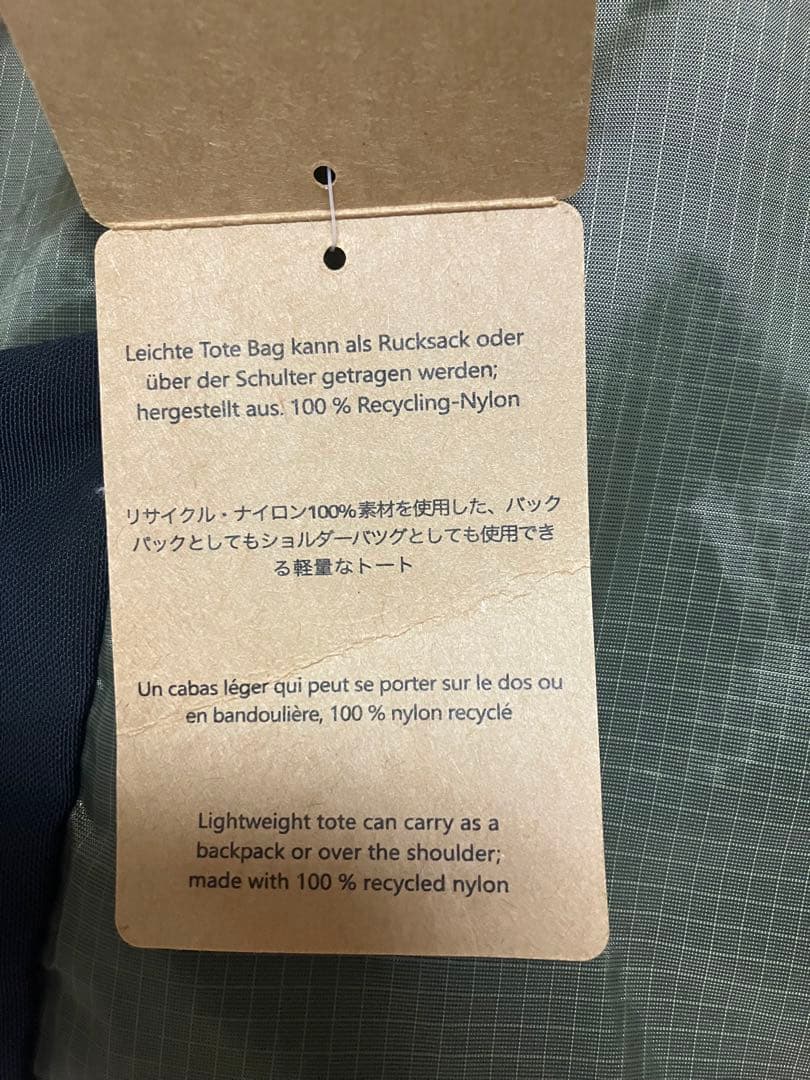 Leichte Tote Bag kann als Rucksack oder
über der Schulter getragen werden;
hergestellt aus. 100 % Recycling-Nylon
リサイクル・ナイロン100%素材を使用した、バック
パックとしてもショルダーバツグとしても使用でき
る軽量なトート
Un cabas léger qui peut se porter sur le dos ou
en bandoulière, 100 % nylon recyclé
Lightweight tote can carry as a
backpack or over the shoulder;
made with 100 % recycled nylon